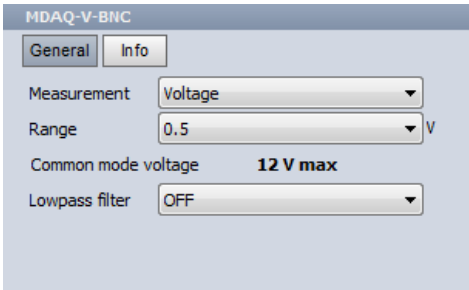 MDAQ-V-BNC
General Info
Measurement Voltage
Range 0.5 V
Common mode voltage 12 V max
Lowpass filter OFF